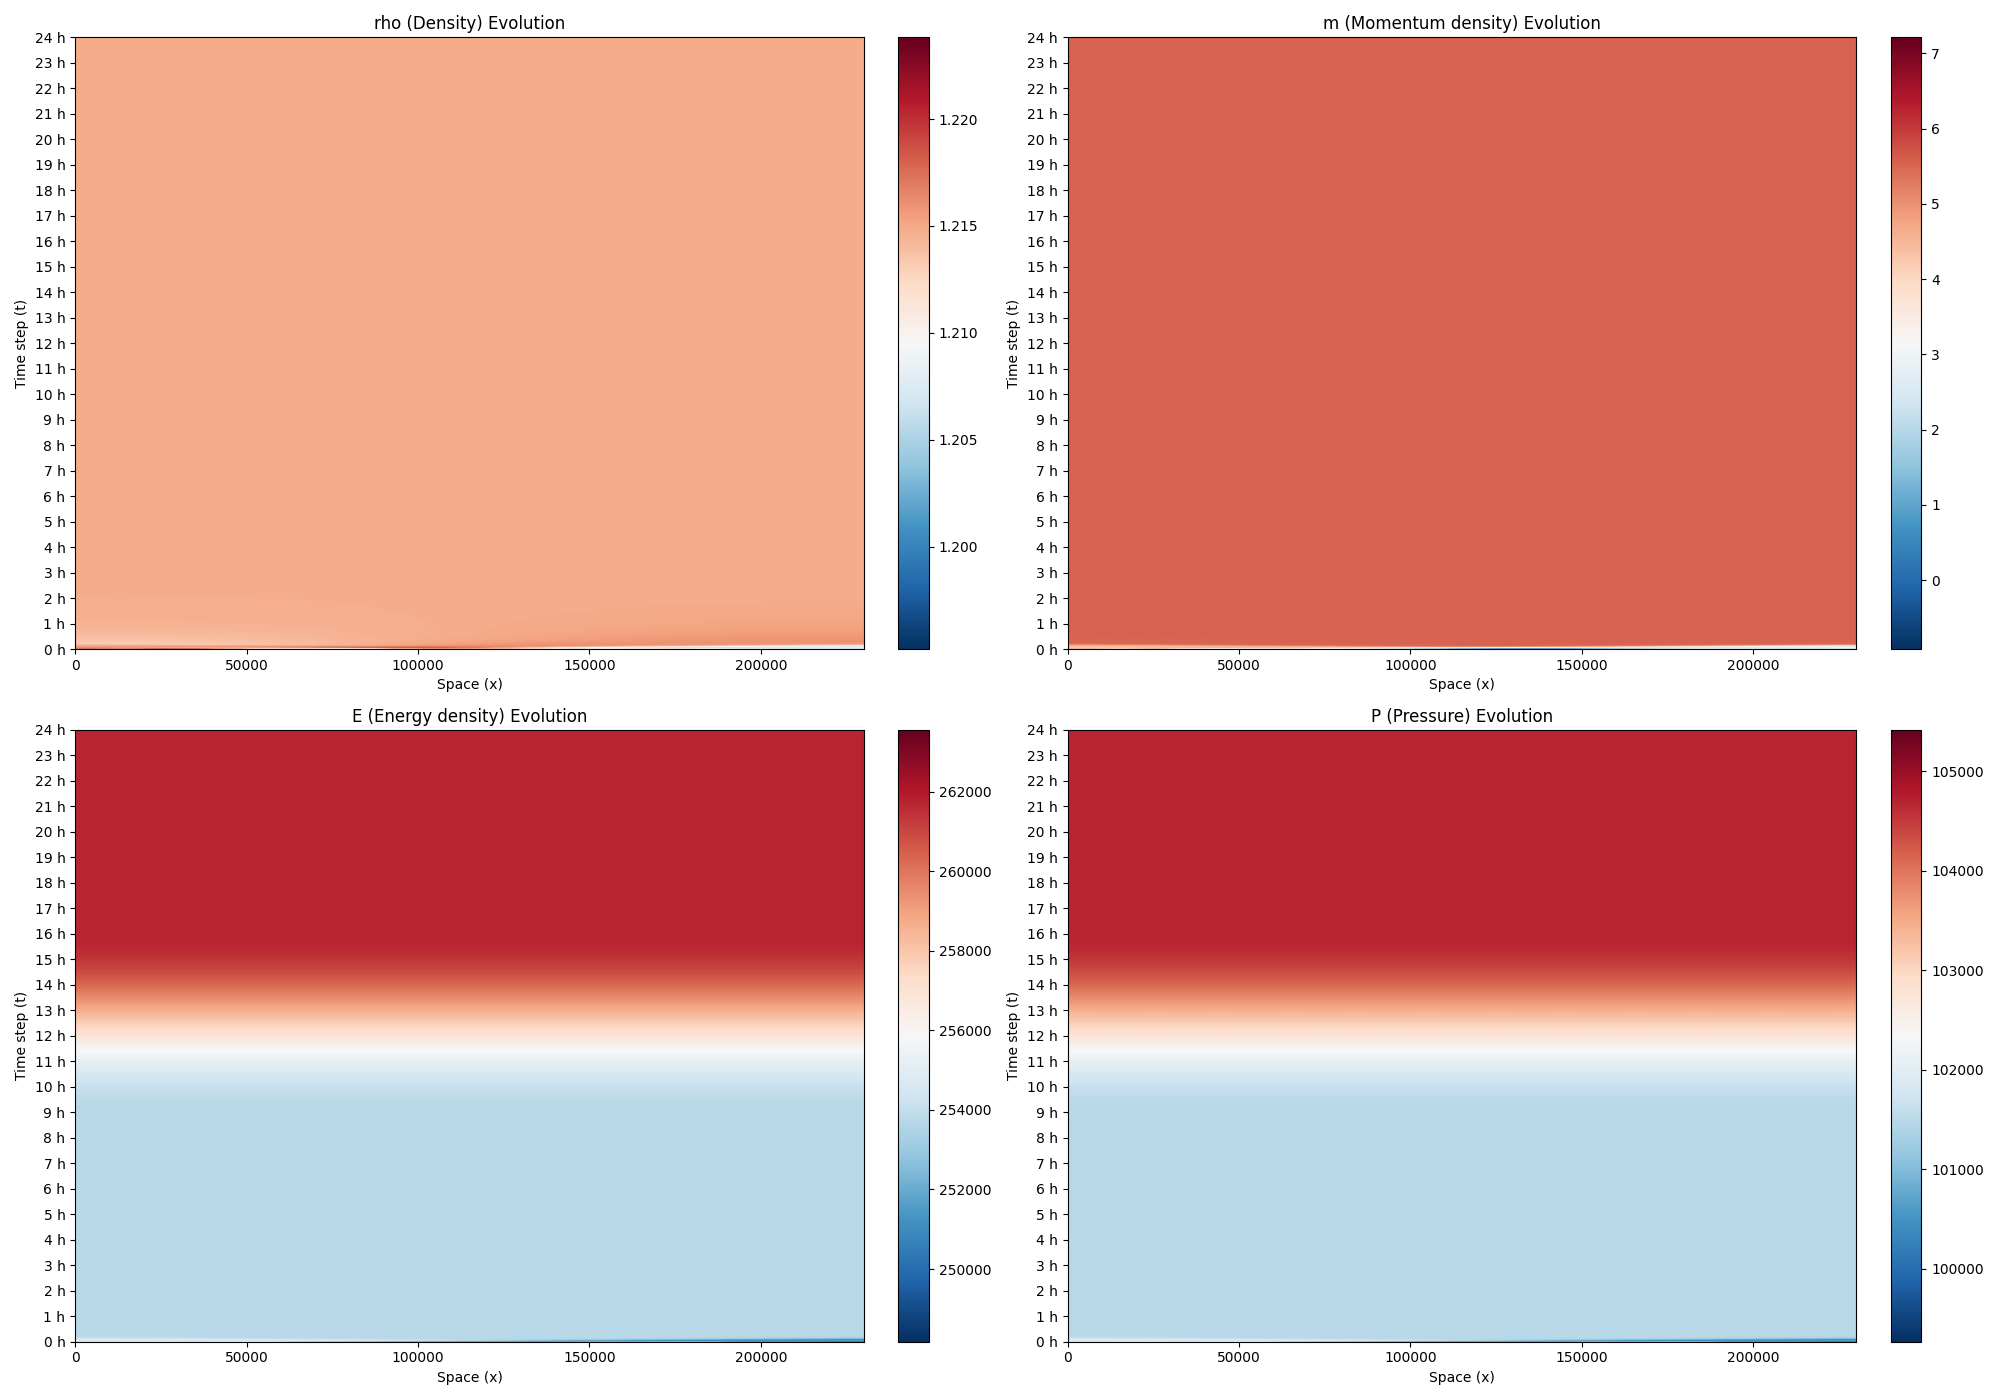 rho (Density) Evolution
24 h
23 h
22 h
21 h
20 h
19 h
18 h
17 h
16 h
15 h
14 h
13 h
12 h
11 h
10 h
9 h
8 h
7 h
6 h
5 h
4 h
3 h
2 h
1 h
0 h
Time step (t)
0 50000 100000 150000 200000
Space (x)
1.220
1.215
1.210
1.205
1.200
m (Momentum density) Evolution
24 h
23 h
22 h
21 h
20 h
19 h
18 h
17 h
16 h
15 h
14 h
13 h
12 h
11 h
10 h
9 h
8 h
7 h
6 h
5 h
4 h
3 h
2 h
1 h
0 h
Time step (t)
0 50000 100000 150000 200000
Space (x)
7
6
5
4
3
2
1
0
E (Energy density) Evolution
24 h
23 h
22 h
21 h
20 h
19 h
18 h
17 h
16 h
15 h
14 h
13 h
12 h
11 h
10 h
9 h
8 h
7 h
6 h
5 h
4 h
3 h
2 h
1 h
0 h
Time step (t)
0 50000 100000 150000 200000
Space (x)
262000
260000
258000
256000
254000
252000
250000
P (Pressure) Evolution
24 h
23 h
22 h
21 h
20 h
19 h
18 h
17 h
16 h
15 h
14 h
13 h
12 h
11 h
10 h
9 h
8 h
7 h
6 h
5 h
4 h
3 h
2 h
1 h
0 h
Time step (t)
0 50000 100000 150000 200000
Space (x)
105000
104000
103000
102000
101000
100000